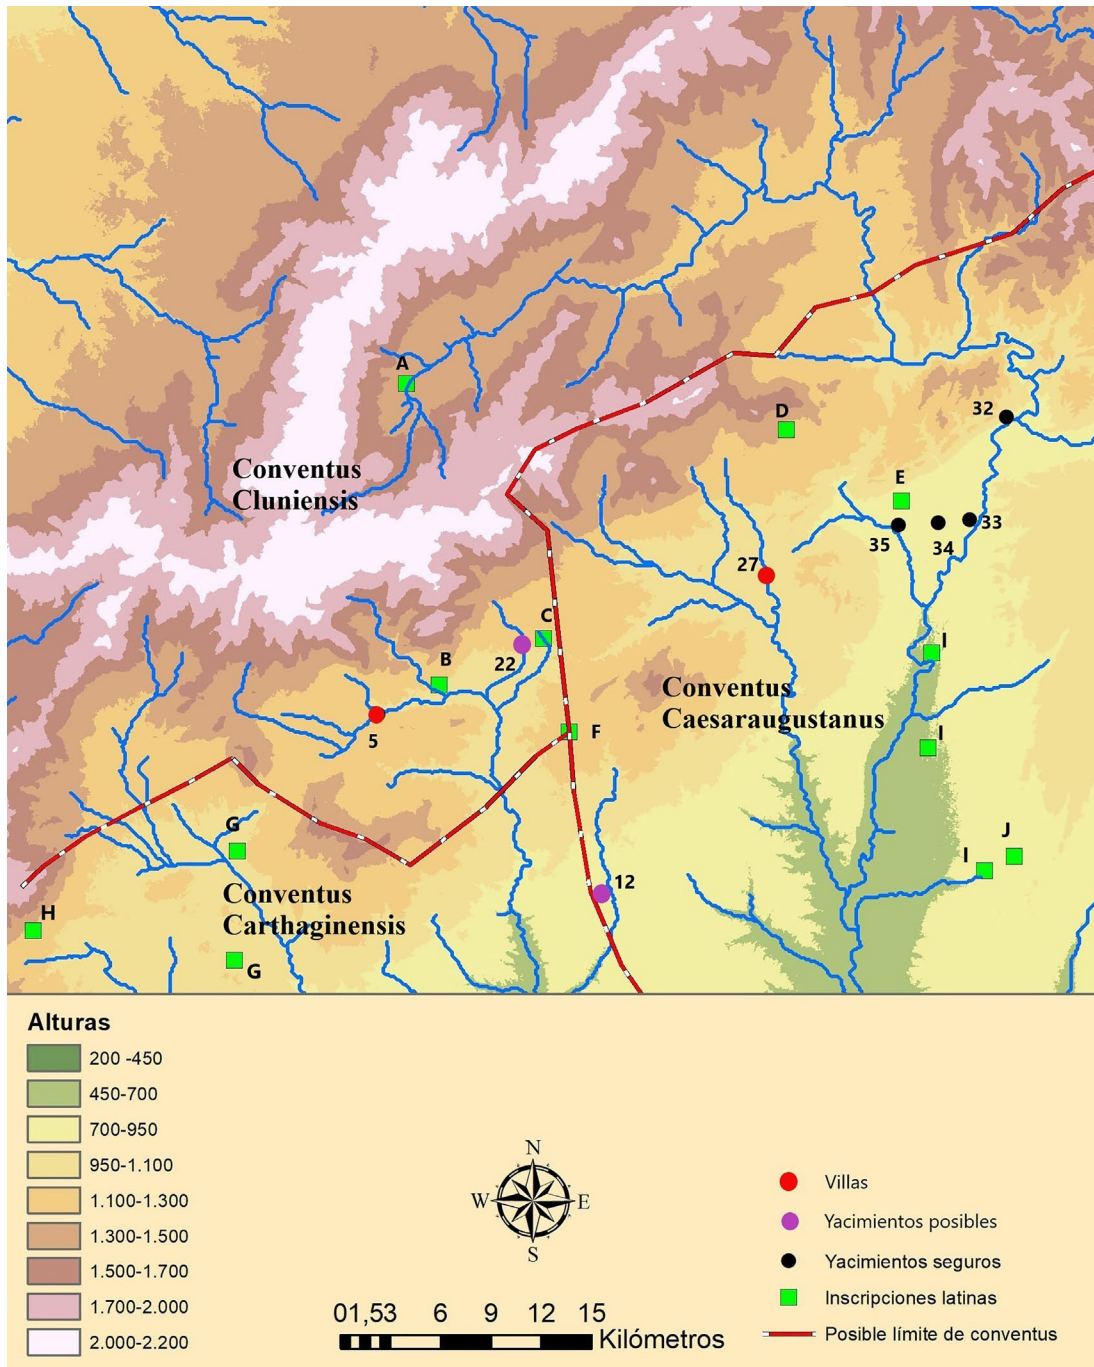 A
D
32
Conventus
Cluniensis
E
33
35
34
27
C
22
B
I
Conventus
Caesaraugustanus
5
F
I
G
J
I
12
Conventus
Carthaginensis
H
G
Alturas
200 -450
450-700
700-950
950-1.100
1.100-1.300
1.300-1.500
1.500-1.700
1.700-2.000
2.000-2.200
N
W E
S
01,53 6 9 12 15
Kilómetros
Villas
Yacimientos posibles
Yacimientos seguros
Inscripciones latinas
Posible límite de conventus